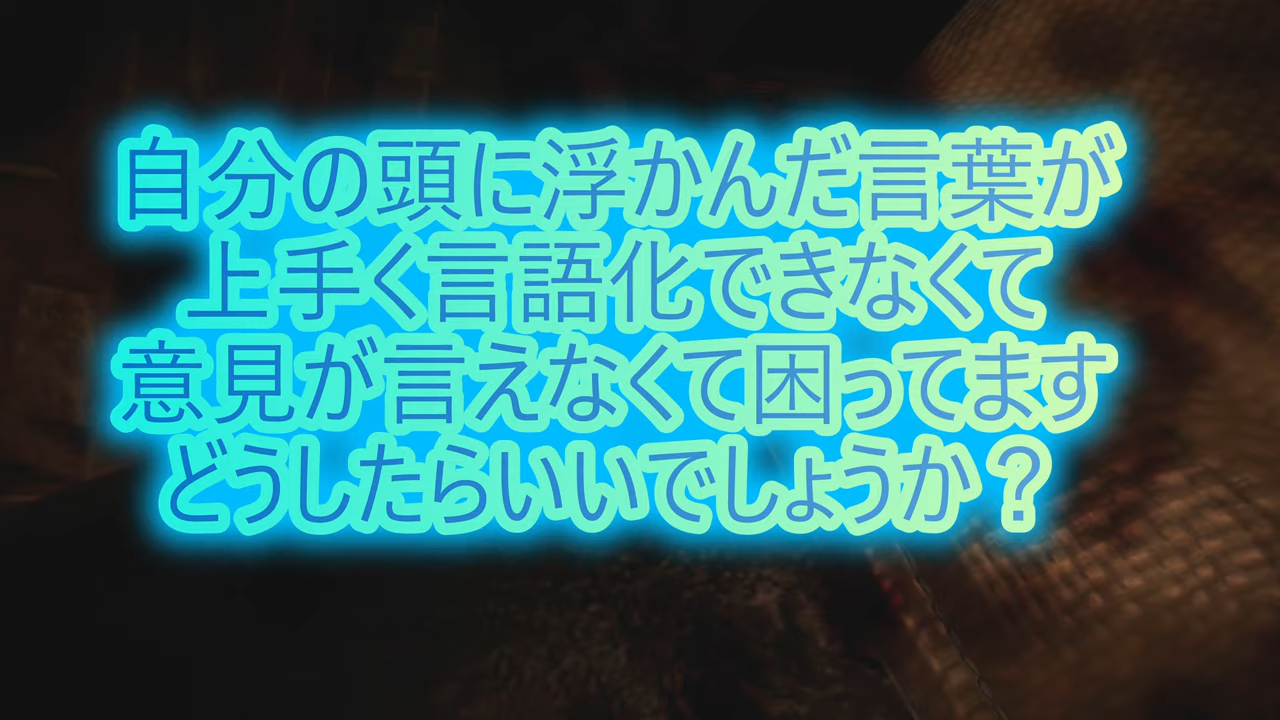 自分の頭に浮かんだ言葉が
上手く言語化できなくて
意見が言えなくて困ってます
どうしたらいいでしょうか？